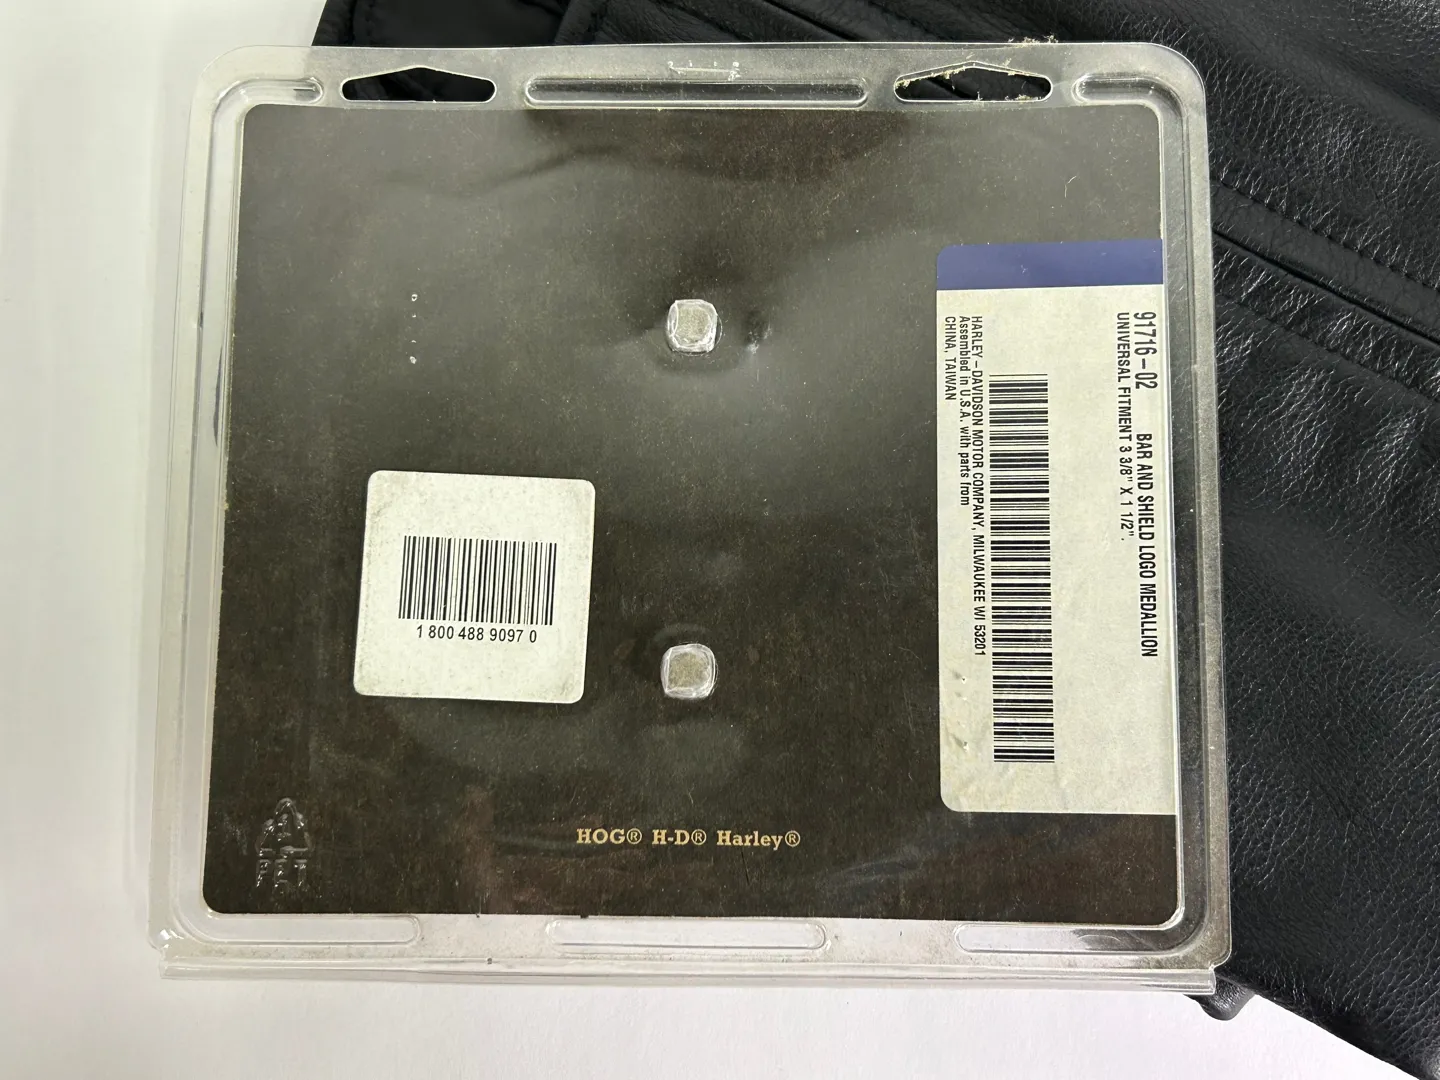 91716-02 BAR AND SHIELD LOGO MEDALLION
UNIVERSAL FITMENT 3 3/8" X 1 1/2".
HARLEY-DAVIDSON MOTOR COMPANY, MILWAUKEE WI 53201
Assembled in U.S.A. with parts from
CHINA, TAIWAN
1 800 488 9097 0
HOG® H-D® Harley®